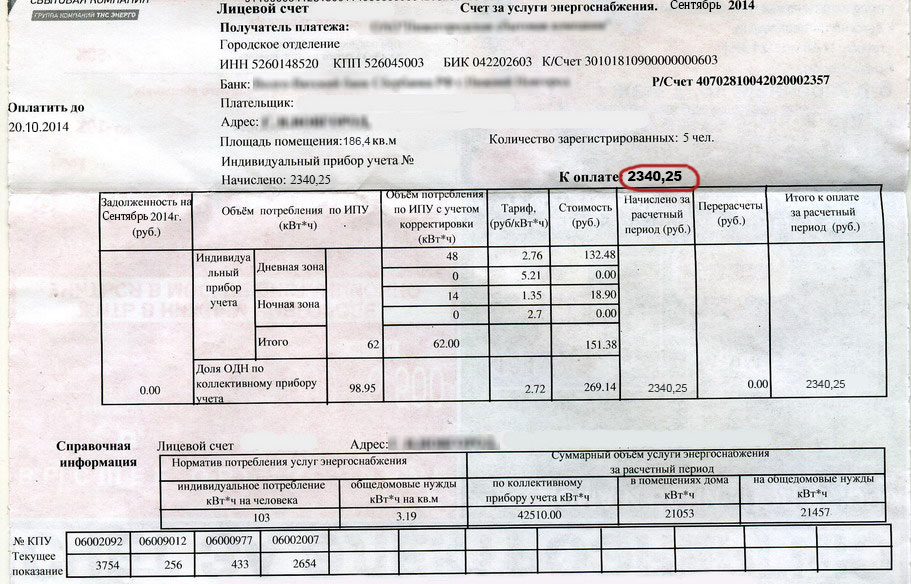 СБЫТОВАЯ КОМПАНИЯ
ГРУППА КОМПАНИЙ ТНС ЭНЕРГО
Лицевой счет
Счет за услуги энергоснабжения. Сентябрь 2014
Получатель платежа:
Городское отделение
ИНН 5260148520 КПП 526045003 БИК 042202603 К/Счет 30101810900000000603
Банк:
Р/Счет 40702810042020002357
Оплатить до
20.10.2014
Плательщик:
Адрес:
Площадь помещения: 186,4 кв.м
Количество зарегистрированных: 5 чел.
Индивидуальный прибор учета №
Начислено: 2340,25
К оплате 2340,25
Задолженность на Сентябрь 2014г. (руб.)
Объём потребления по ИПУ (кВт*ч)
Объём потребления по ИПУ с учетом корректировки (кВт*ч)
Тариф, (руб/кВт*ч)
Стоимость (руб.)
Начислено за расчетный период (руб.)
Перерасчеты (руб.)
Итого к оплате за расчетный период (руб.)
Индивидуа льный прибор учета
Дневная зона
48 2.76 132.48
0 5.21 0.00
Ночная зона
14 1.35 18.90
0 2.7 0.00
Итого 62 62.00 151.38
0.00
Доля ОДН по коллективному прибору учета
98.95 2.72 269.14 2340,25 0.00 2340,25
Справочная информация
Лицевой счет
Адрес:
Норматив потребления услуг энергоснабжения
Суммарный объём услуги энергоснабжения за расчетный период
индивидуальное потребление кВт*ч на человека
общедомовые нужды кВт*ч на кв.м
по коллективному прибору учета кВт*ч
в помещениях дома кВт*ч
на общедомовые нужды кВт*ч
103 3.19 42510.00 21053 21457
№ КПУ 06002092 06009012 06000977 06002007
Текущее показание 3754 256 433 2654